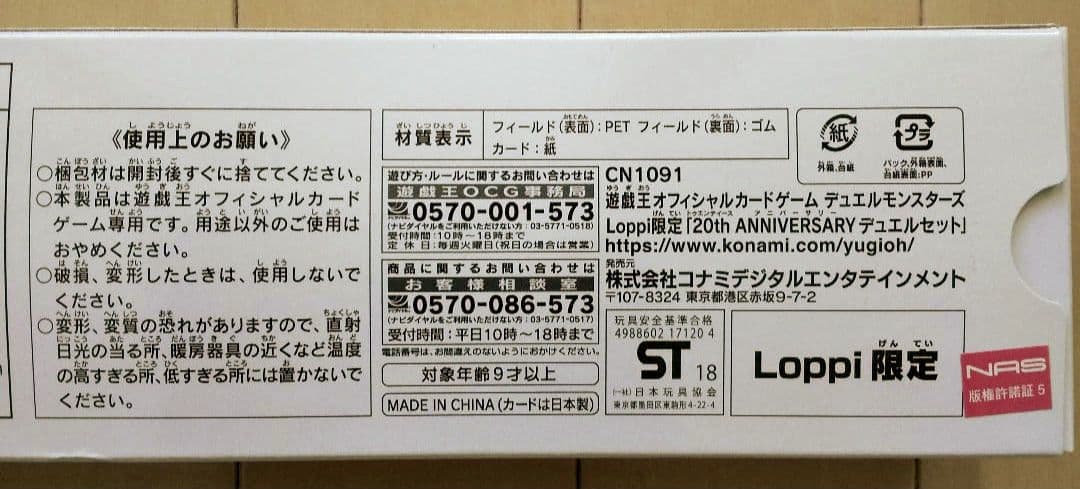 《使用上のお願い》
○梱包材は開封後すぐに捨ててください。
○本製品は遊戯王オフィシャルカード
ゲーム専用です。用途以外のご使用は
おやめください。
○破損、変形したときは、使用しないで
ください。
○変形、変質の恐れがありますので、直射
日光の当る所、暖房器具の近くなど温度
の高すぎる所、低すぎる所には置かないで
ください。
材質表示
フィールド(表面):PET フィールド(裏面):ゴム
カード:紙
遊び方・ルールに関するお問い合わせは
遊戯王OCG事務局
0570-001-573
(ナビダイヤルをご利用いただけない方:03-5771-0518)
受付時間:10時〜18時まで
定休日:毎週火曜日(祝日の場合は営業)
商品に関するお問い合わせは
お客様相談室
0570-086-573
(ナビダイヤルをご利用いただけない方:03-5771-0517)
受付時間:平日10時〜18時まで
電話番号は、お間違えのないようにおかけください。
対象年齢9才以上
MADE IN CHINA(カードは日本製)
紙
外箱、台紙
プラ
パック、外箱表面、
台紙表面:PP
CN1091
遊戯王オフィシャルカードゲーム デュエルモンスターズ
Loppi限定「20th ANNIVERSARYデュエルセット」
https://www.konami.com/yugioh/
発売元
株式会社コナミデジタルエンタテインメント
〒107-8324 東京都港区赤坂9-7-2
玩具安全基準合格
4988602 17120 4
ST 18
(一社)日本玩具協会
東京都墨田区東駒形4-22-4
Loppi 限定
NAS
版権許諾証 5